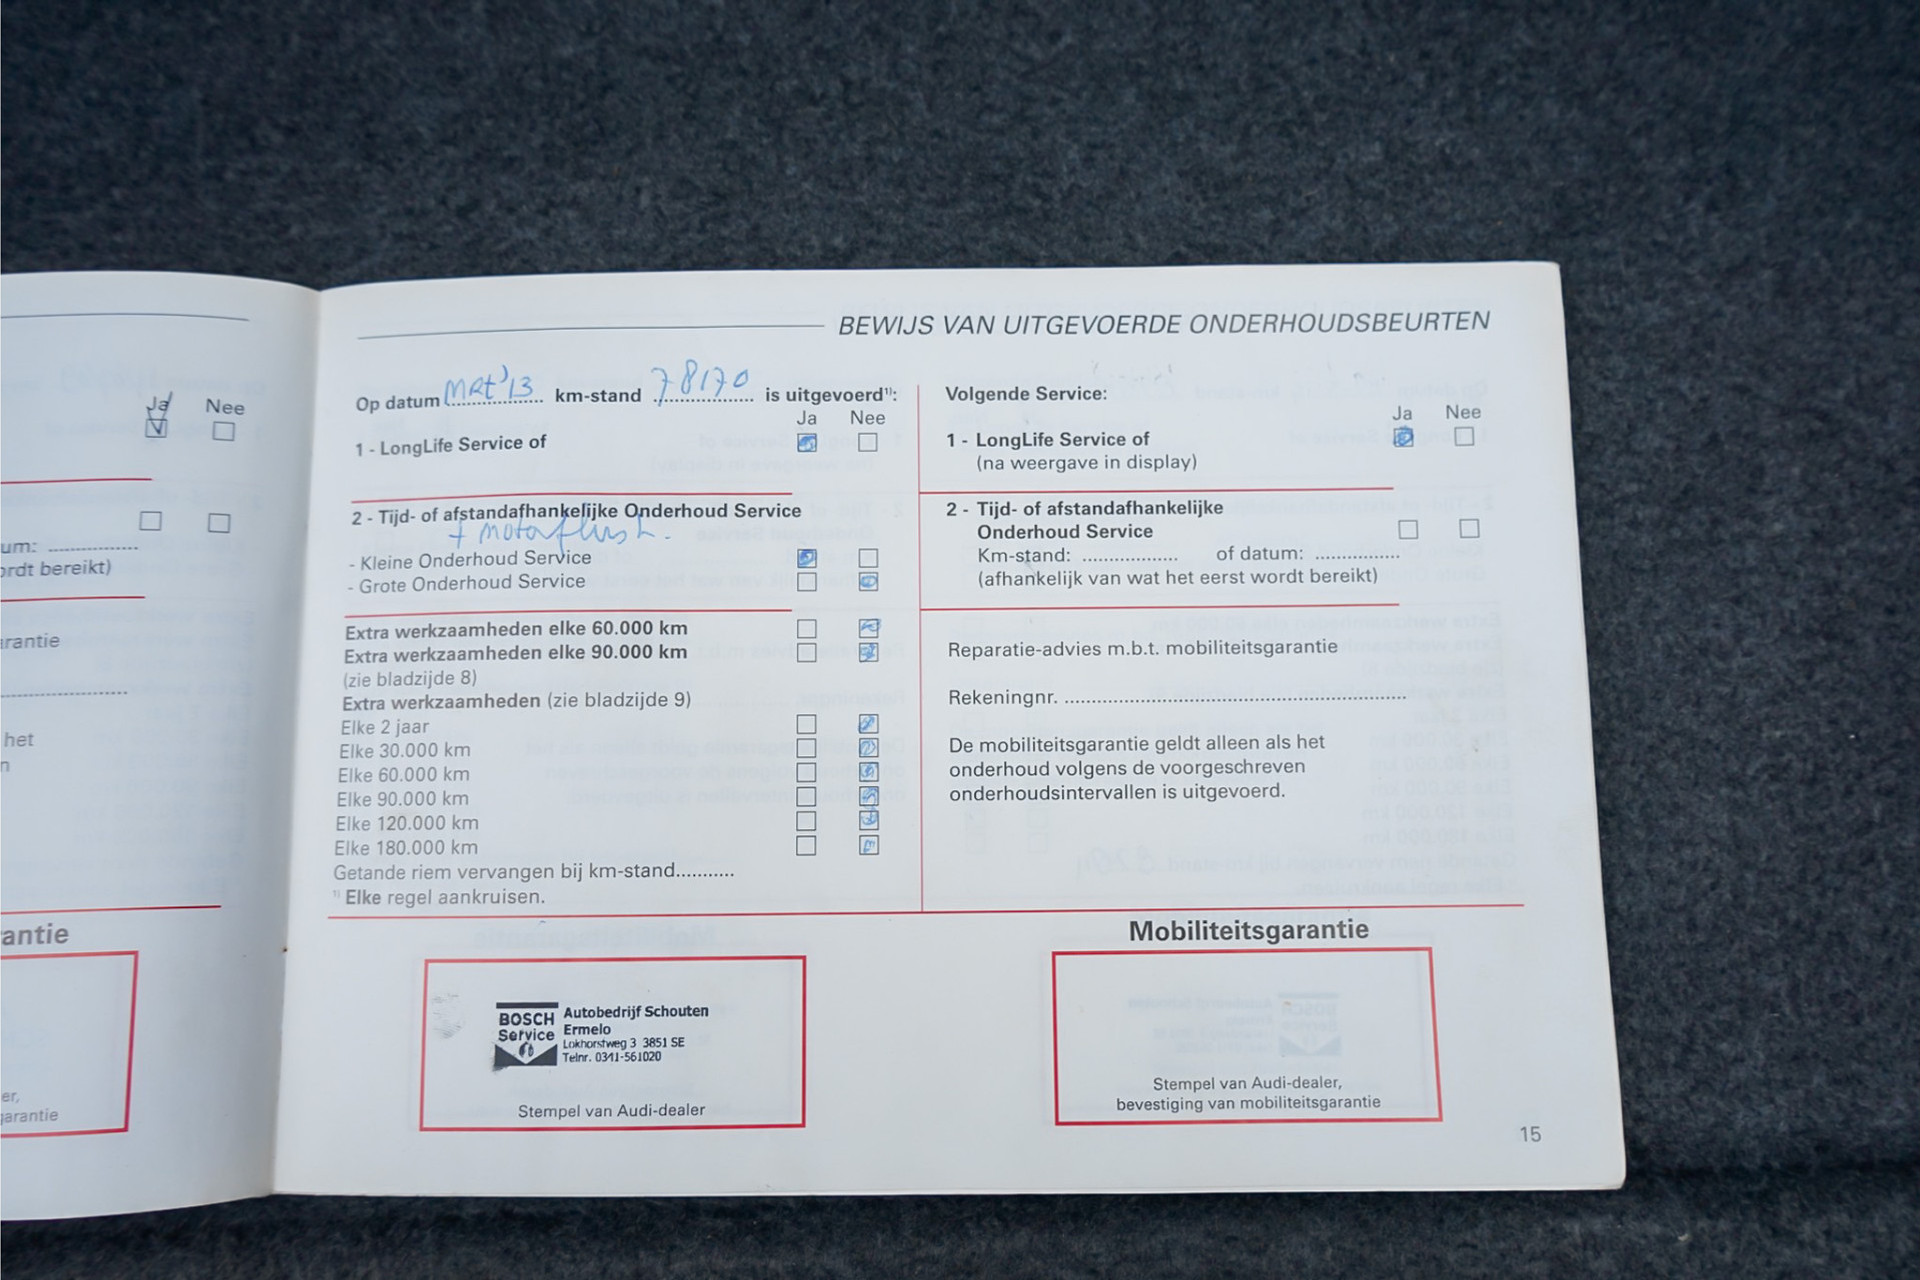 Ja Nee
um: ..............
ordt bereikt)
arantie
het
n
antie
er,
garantie
BEWIJS VAN UITGEVOERDE ONDERHOUDSBEURTEN
Op datum MRT'13 km-stand 78170 is uitgevoerd¹⁾:
Ja Nee
1 - LongLife Service of
2 - Tijd- of afstandafhankelijke Onderhoud Service
+ motorflush.
- Kleine Onderhoud Service
- Grote Onderhoud Service
Extra werkzaamheden elke 60.000 km
Extra werkzaamheden elke 90.000 km
(zie bladzijde 8)
Extra werkzaamheden (zie bladzijde 9)
Elke 2 jaar
Elke 30.000 km
Elke 60.000 km
Elke 90.000 km
Elke 120.000 km
Elke 180.000 km
Getande riem vervangen bij km-stand...........
¹⁾ Elke regel aankruisen.
Volgende Service:
Ja Nee
1 - LongLife Service of
(na weergave in display)
2 - Tijd- of afstandafhankelijke
Onderhoud Service
Km-stand: ................ of datum: ..............
(afhankelijk van wat het eerst wordt bereikt)
Reparatie-advies m.b.t. mobiliteitsgarantie
Rekeningnr. ..........................................................
De mobiliteitsgarantie geldt alleen als het
onderhoud volgens de voorgeschreven
onderhoudsintervallen is uitgevoerd.
BOSCH
Service
Autobedrijf Schouten
Ermelo
Lokhorstweg 3 3851 SE
Telnr. 0341-561020
Stempel van Audi-dealer
Mobiliteitsgarantie
Stempel van Audi-dealer,
bevestiging van mobiliteitsgarantie
15